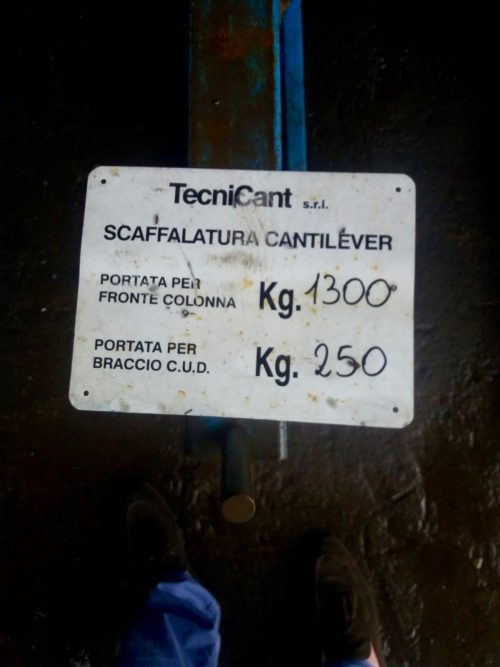 TecniCant s.r.l.
SCAFFALATURA CANTILEVER
PORTATA PER
FRONTE COLONNA Kg. 1300
PORTATA PER
BRACCIO C.U.D. Kg. 250